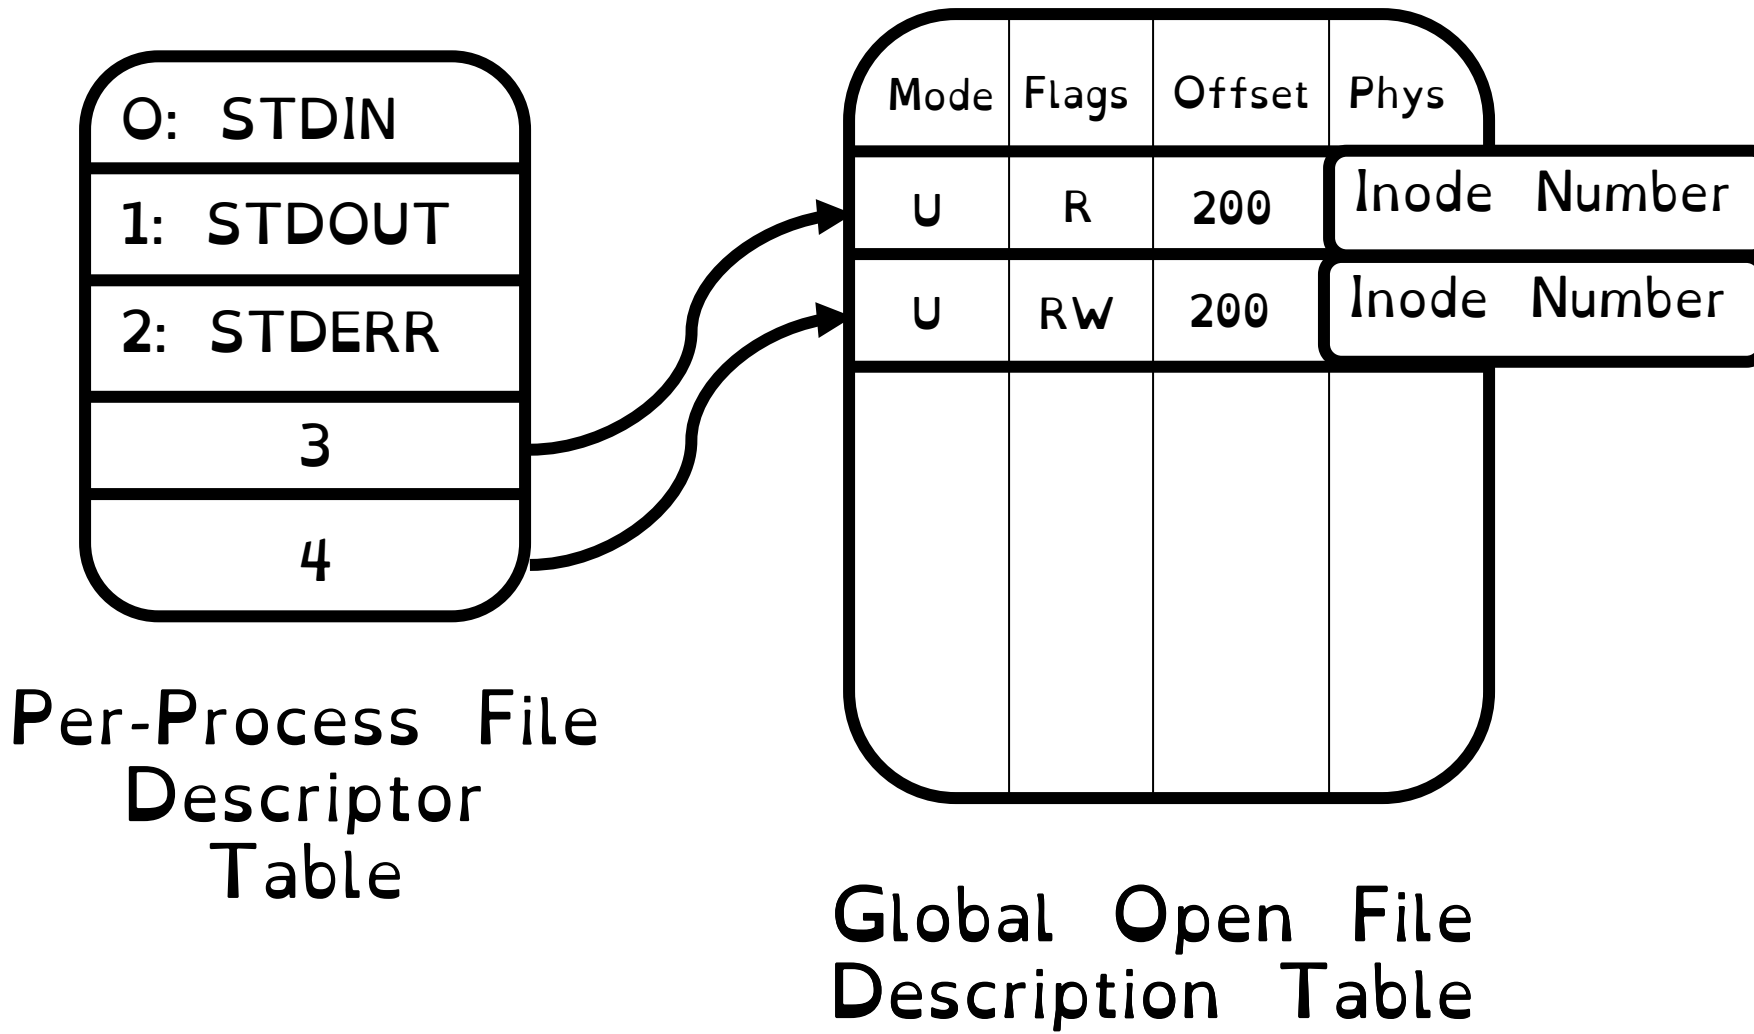 0: STDIN
1: STDOUT
2: STDERR
3
4
Per-Process File
Descriptor
Table
Mode Flags Offset Phys
U R 200 Inode Number
U RW 200 Inode Number
Global Open File
Description Table